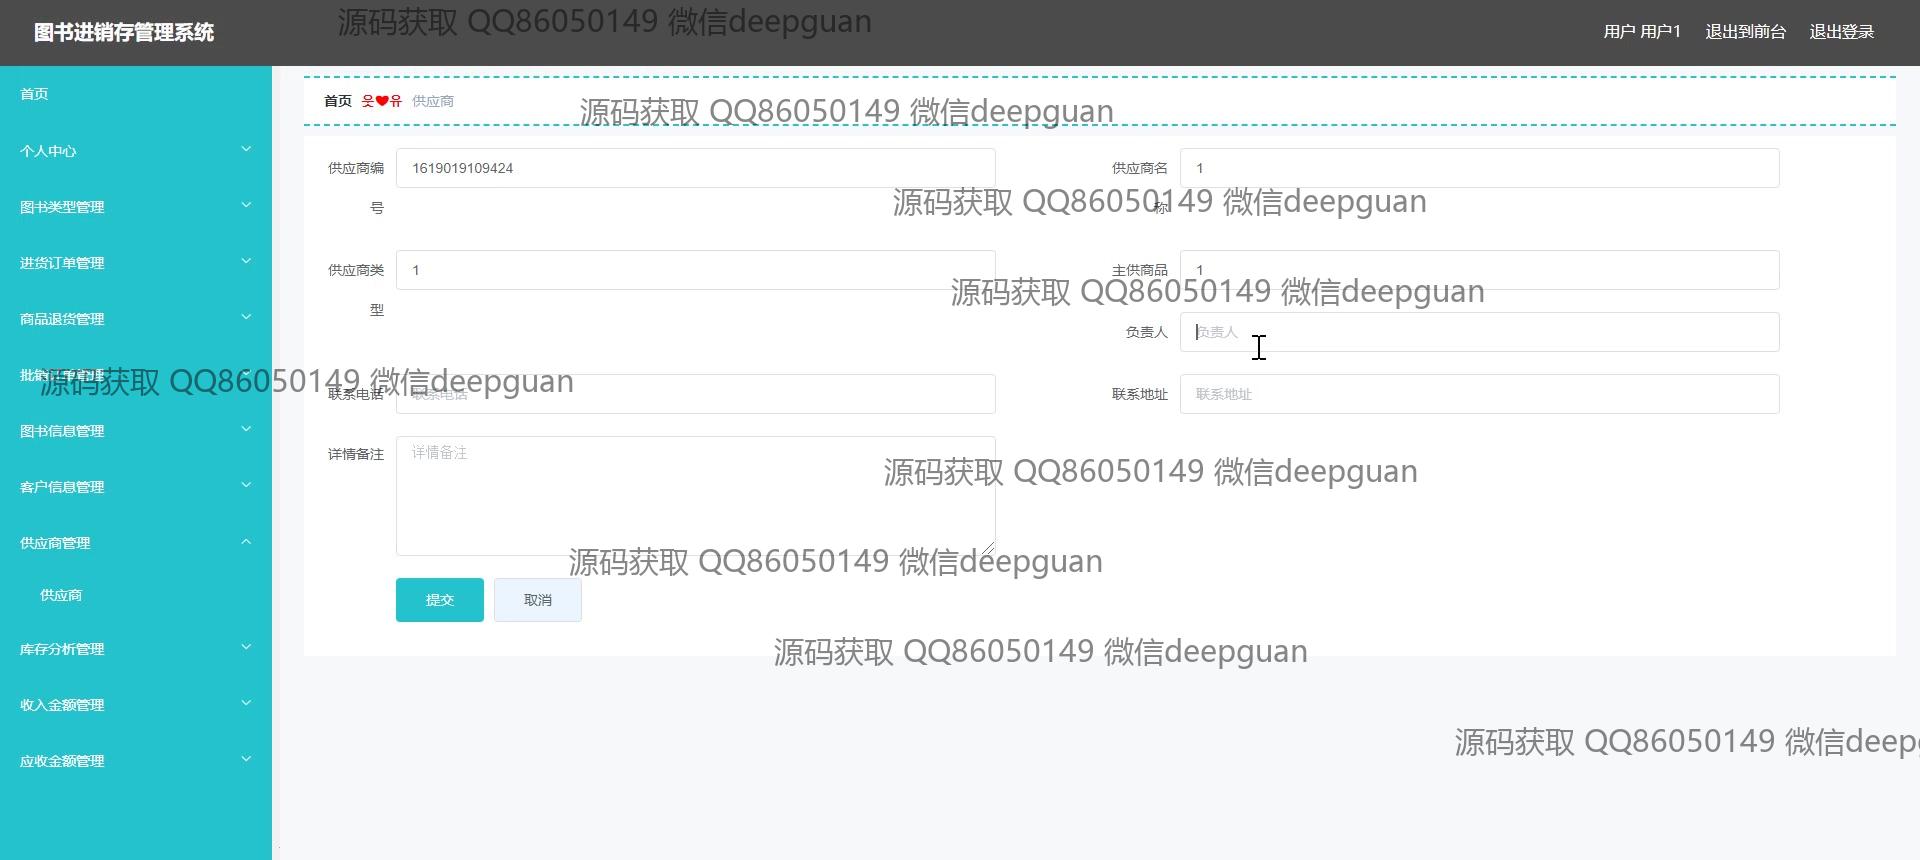 图书进销存管理系统
源码获取 QQ86050149 微信deepguan
用户 用户1 退出到前台 退出登录
首页
个人中心
图书类型管理
进货订单管理
商品退货管理
图书信息管理
客户信息管理
供应商管理
供应商
库存分析管理
收入金额管理
应收金额管理
首页 웃❤유 供应商
源码获取 QQ86050149 微信deepguan
供应商编号 1619019109424
供应商名称 1
源码获取 QQ86050149 微信deepguan
供应商类型 1
主供商品 1
源码获取 QQ86050149 微信deepguan
负责人 负责人
源码获取 QQ86050149 微信deepguan
联系电话 联系电话
联系地址 联系地址
详情备注 详情备注
源码获取 QQ86050149 微信deepguan
源码获取 QQ86050149 微信deepguan
提交 取消
源码获取 QQ86050149 微信deepguan
源码获取 QQ86050149 微信deep